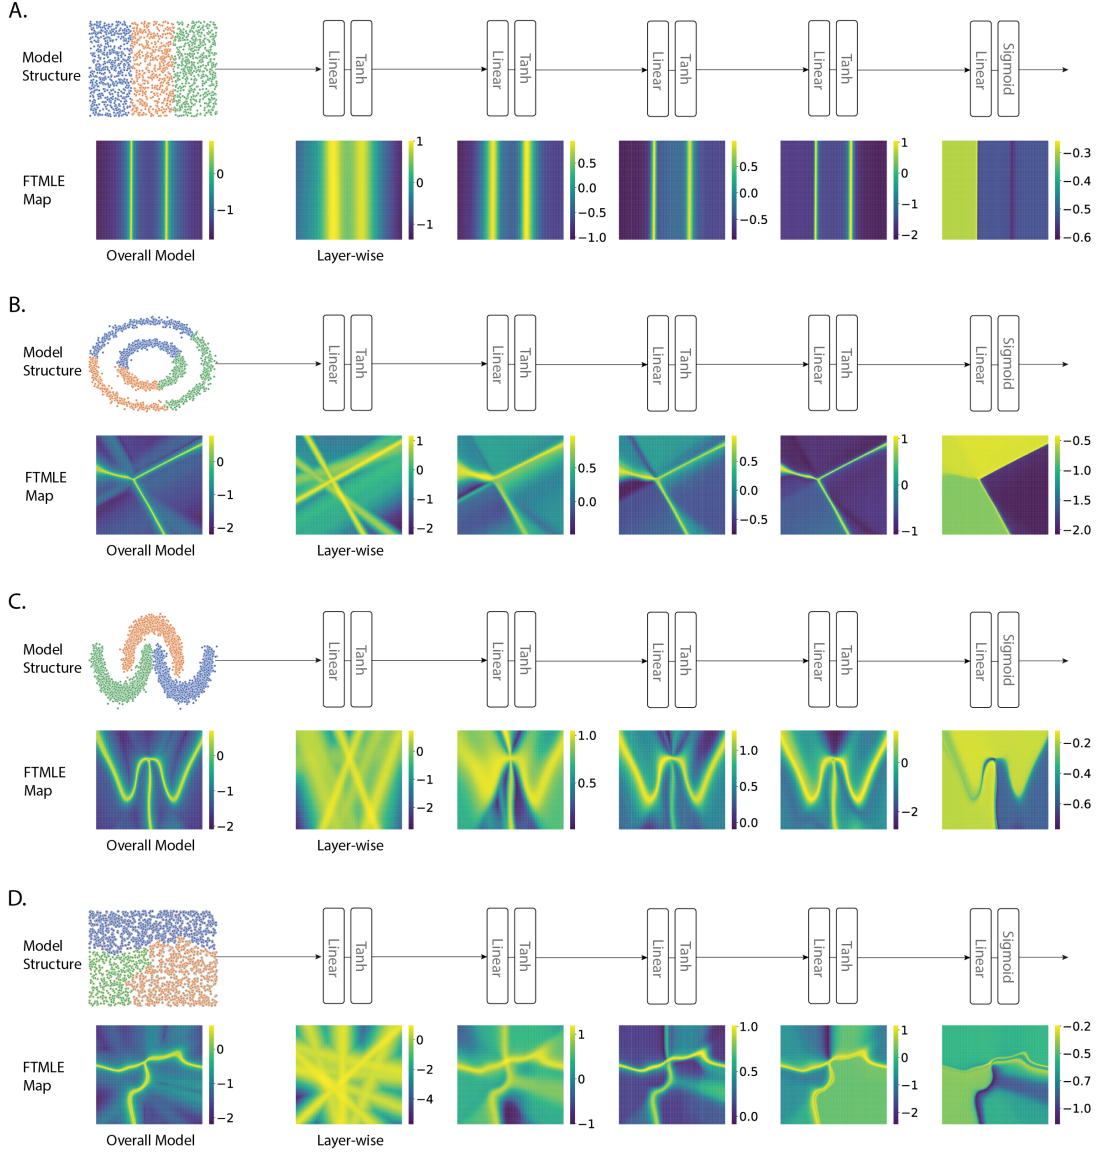 A.
Model
Structure
Linear
Tanh
Linear
Tanh
Linear
Tanh
Linear
Tanh
Linear
Sigmoid
FTMLE
Map
0
−1
1
0
−1
0.5
0.0
−0.5
−1.0
0.5
0.0
−0.5
1
0
−1
−2
−0.3
−0.4
−0.5
−0.6
Overall Model
Layer-wise
B.
Model
Structure
Linear
Tanh
Linear
Tanh
Linear
Tanh
Linear
Tanh
Linear
Sigmoid
FTMLE
Map
0
−1
−2
1
0
−1
−2
0.5
0.0
0.5
0.0
−0.5
1
0
−1
−0.5
−1.0
−1.5
−2.0
Overall Model
Layer-wise
C.
Model
Structure
Linear
Tanh
Linear
Tanh
Linear
Tanh
Linear
Tanh
Linear
Sigmoid
FTMLE
Map
0
−1
−2
0
−1
−2
1.0
0.5
1.0
0.5
0.0
0
−2
−0.2
−0.4
−0.6
Overall Model
Layer-wise
D.
Model
Structure
Linear
Tanh
Linear
Tanh
Linear
Tanh
Linear
Tanh
Linear
Sigmoid
FTMLE
Map
0
−1
−2
0
−2
−4
1
0
−1
1.0
0.5
0.0
1
0
−1
−2
−0.2
−0.5
−0.7
−1.0
Overall Model
Layer-wise